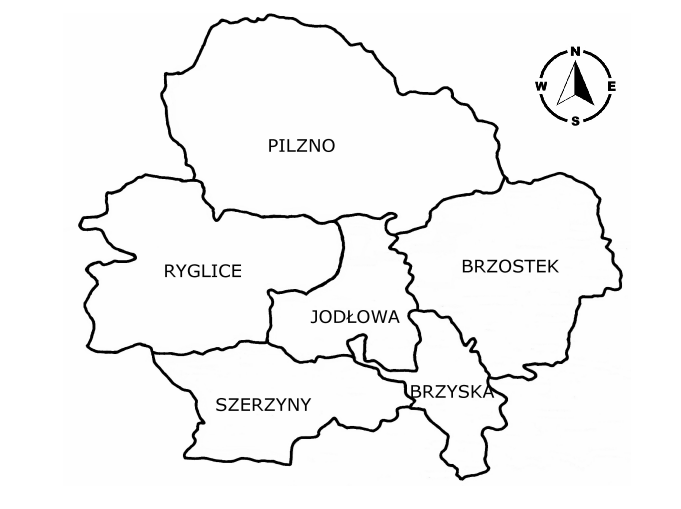 N
W E
S
PILZNO
RYGLICE
BRZOSTEK
JODŁOWA
BRZYSKA
SZERZYNY